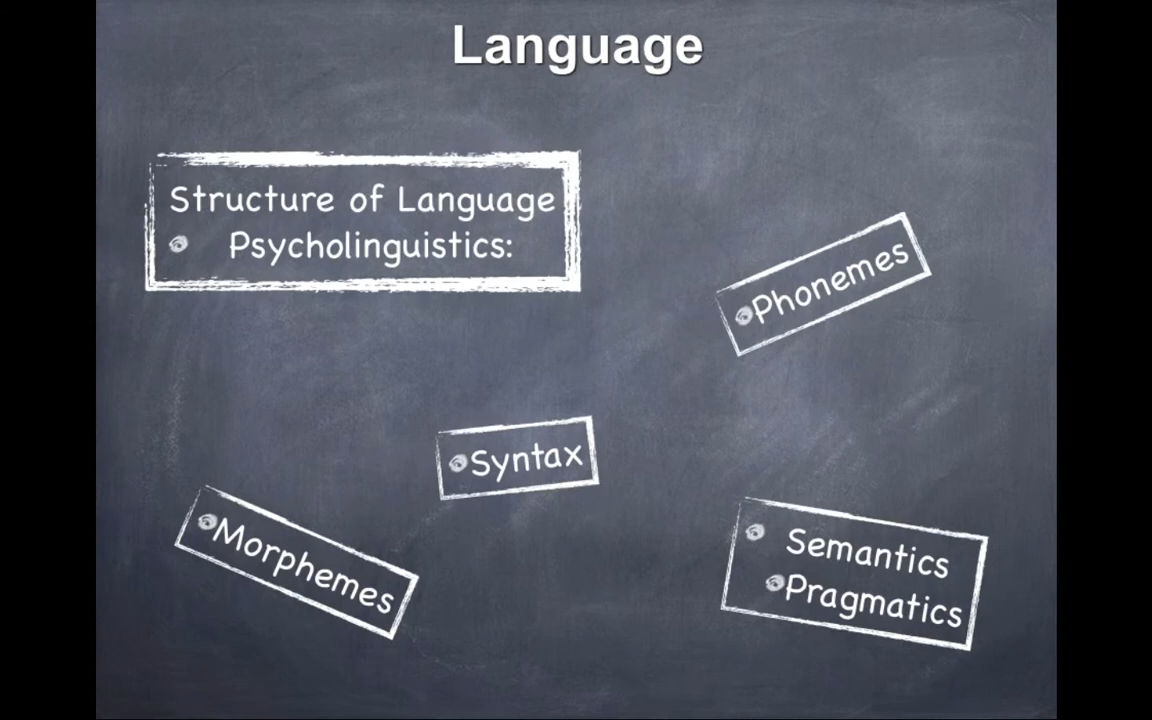 Language
Structure of Language
Psycholinguistics:
Phonemes
Syntax
Morphemes
Semantics
Pragmatics